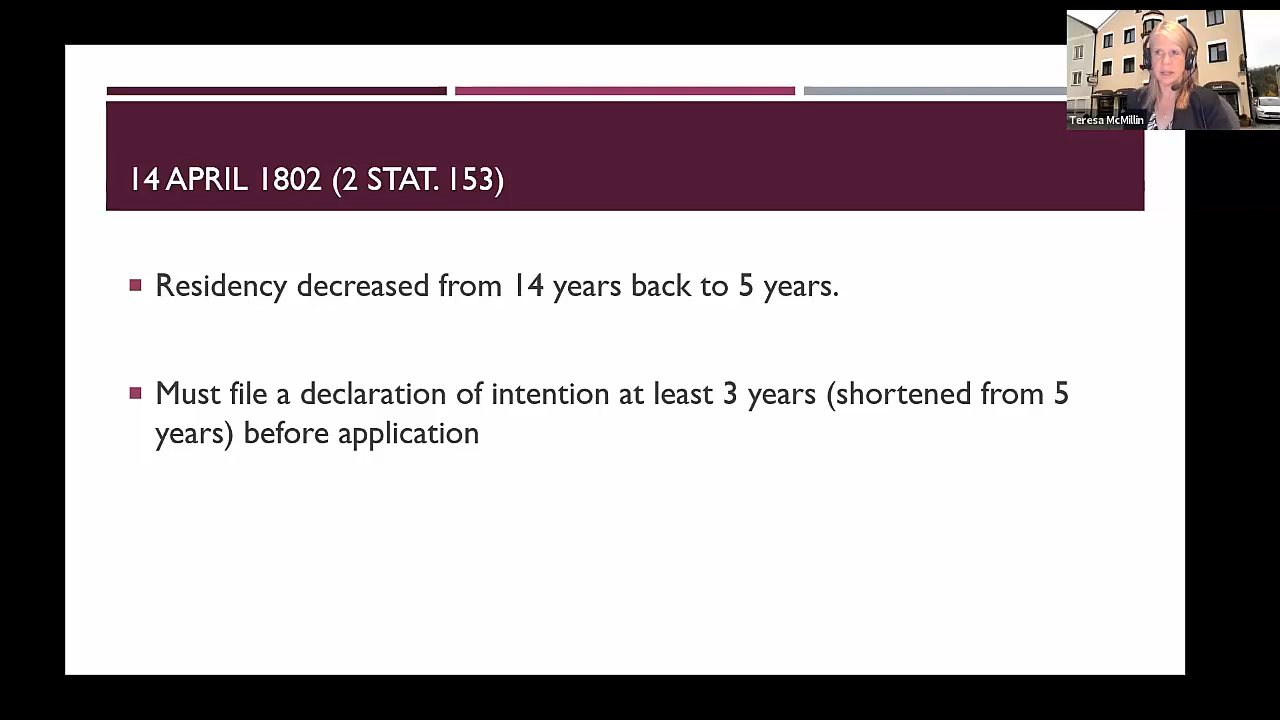 Teresa McMillin
14 APRIL 1802 (2 STAT. 153)
Residency decreased from 14 years back to 5 years.
Must file a declaration of intention at least 3 years (shortened from 5
years) before application